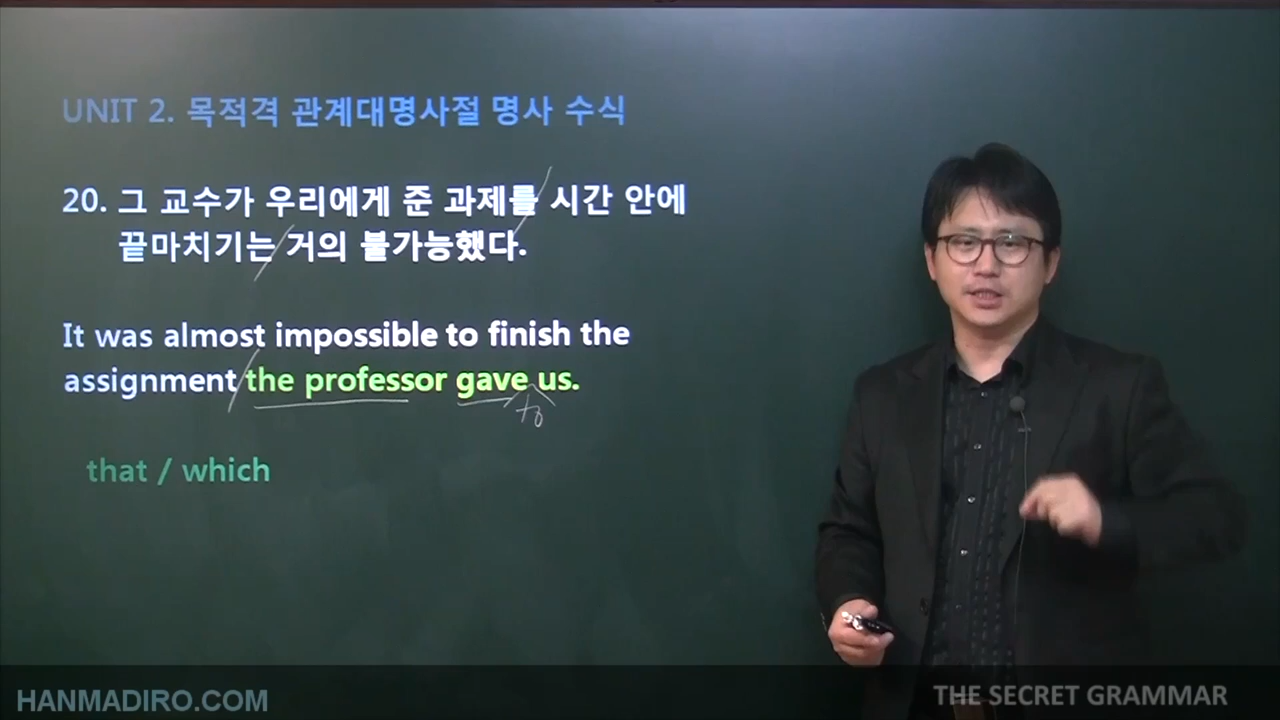 UNIT 2. 목적격 관계대명사절 명사 수식
20. 그 교수가 우리에게 준 과제를 시간 안에
끝마치기는 거의 불가능했다.
It was almost impossible to finish the
assignment the professor gave us.
to
that / which
HANMADIRO.COM
THE SECRET GRAMMAR